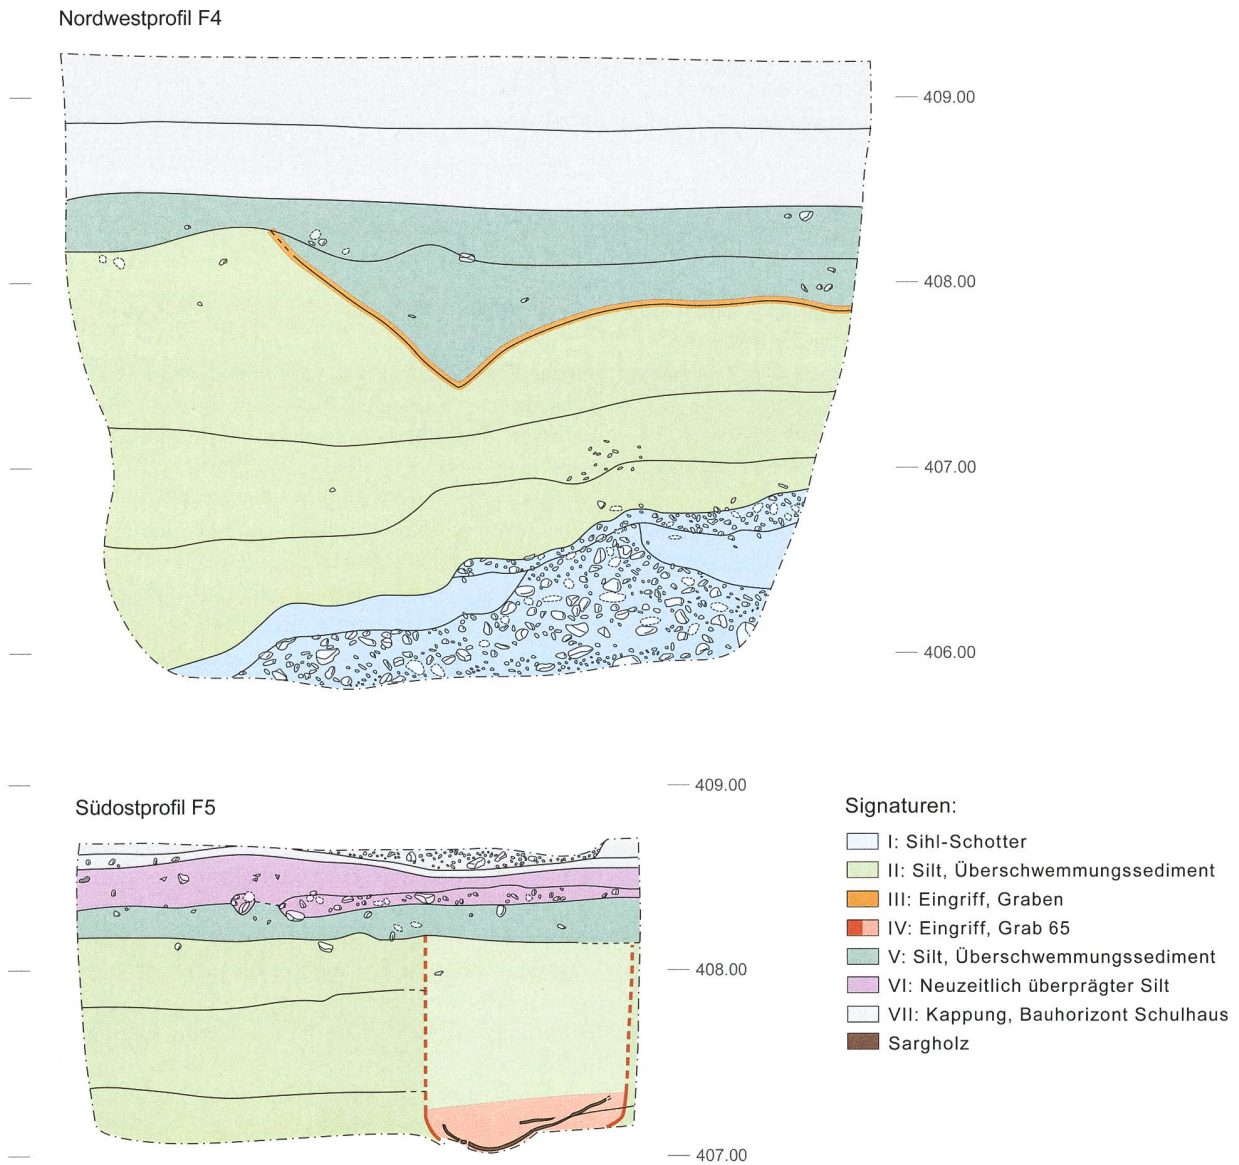 Nordwestprofil F4
409.00
408.00
407.00
406.00
409.00
Südostprofil F5
408.00
407.00
Signaturen:
I: Sihl-Schotter
II: Silt, Überschwemmungssediment
III: Eingriff, Graben
IV: Eingriff, Grab 65
V: Silt, Überschwemmungssediment
VI: Neuzeitlich überprägter Silt
VII: Kappung, Bauhorizont Schulhaus
Sargholz